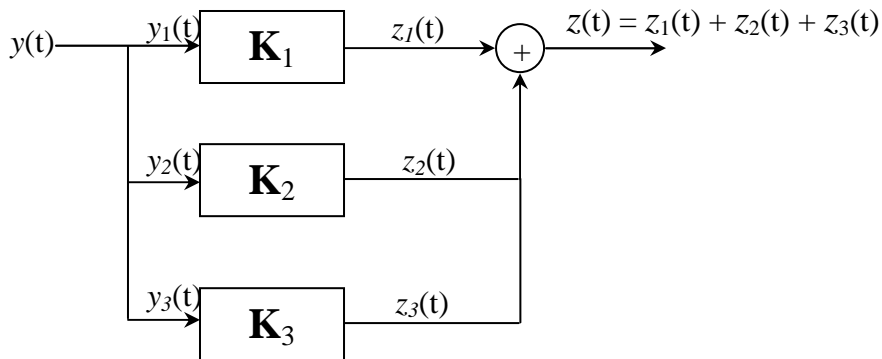 y(t) y₁(t) K₁ z₁(t) + z(t) = z₁(t) + z₂(t) + z₃(t)
y₂(t) K₂ z₂(t)
y₃(t) K₃ z₃(t)